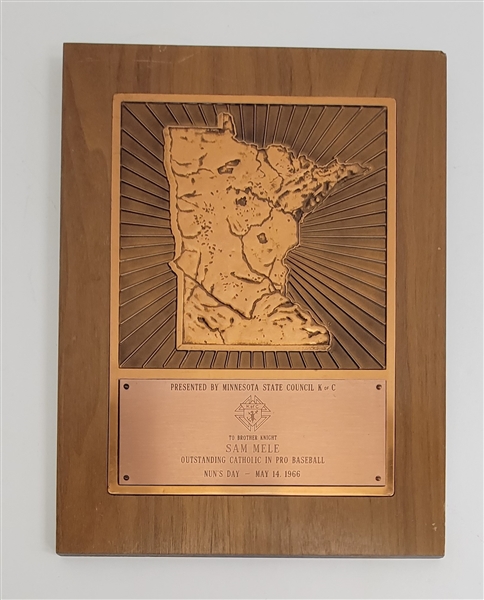 PRESENTED BY MINNESOTA STATE COUNCIL K OF C
TO BROTHER KNIGHT
SAM MELE
OUTSTANDING CATHOLIC IN PRO BASEBALL
NUN'S DAY – MAY 14, 1966